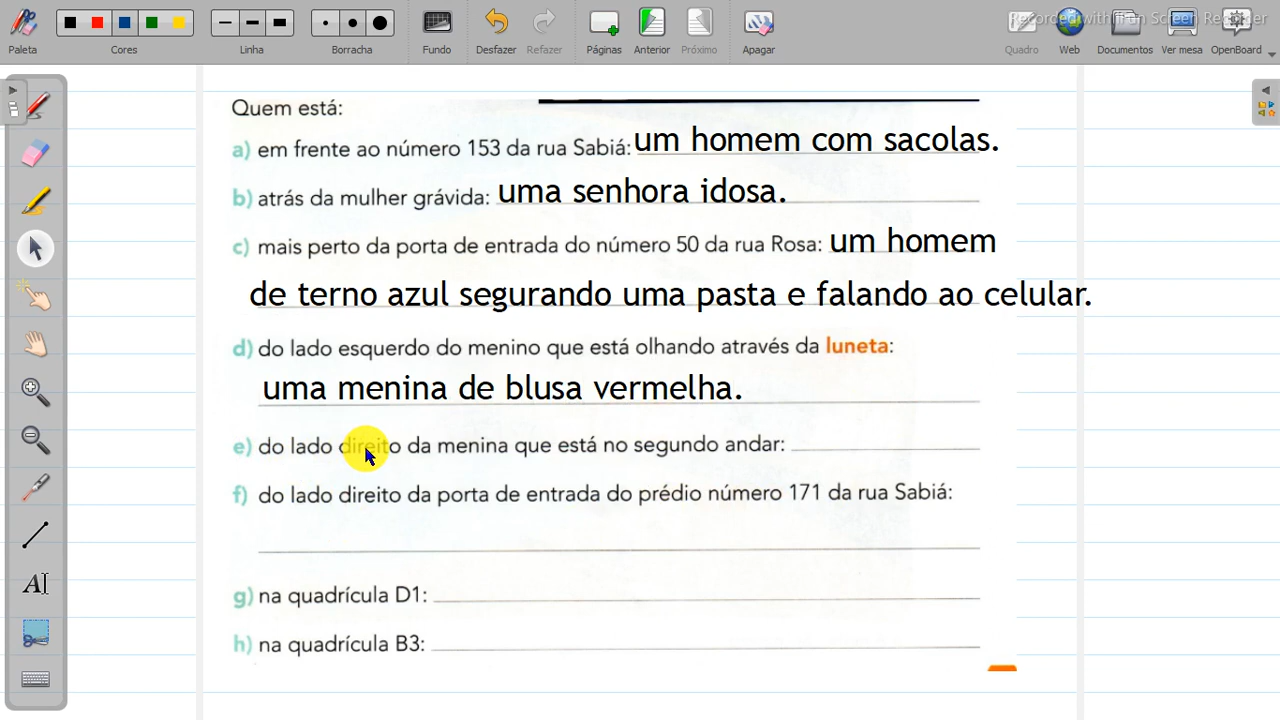 Paleta
Cores
Linha
Borracha
Fundo
Desfazer
Refazer
Páginas
Anterior
Próximo
Apagar
Quadro
Web
Documentos
Ver mesa
OpenBoard
Quem está:
a) em frente ao número 153 da rua Sabiá: um homem com sacolas.
b) atrás da mulher grávida: uma senhora idosa.
c) mais perto da porta de entrada do número 50 da rua Rosa: um homem
de terno azul segurando uma pasta e falando ao celular.
d) do lado esquerdo do menino que está olhando através da luneta:
uma menina de blusa vermelha.
e) do lado direito da menina que está no segundo andar:
f) do lado direito da porta de entrada do prédio número 171 da rua Sabiá:
g) na quadrícula D1:
h) na quadrícula B3: